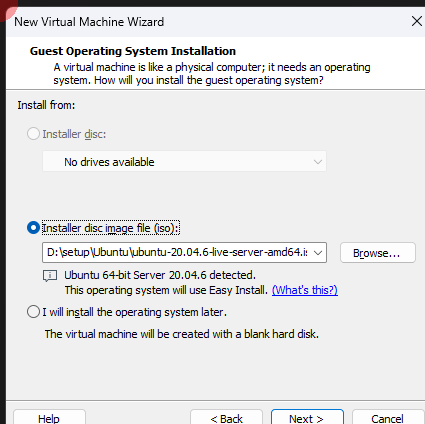 New Virtual Machine Wizard
Guest Operating System Installation
A virtual machine is like a physical computer; it needs an operating
system. How will you install the guest operating system?
Install from:
Installer disc:
No drives available
Installer disc image file (iso):
D:\setup\Ubuntu\ubuntu-20.04.6-live-server-amd64.is
Browse...
Ubuntu 64-bit Server 20.04.6 detected.
This operating system will use Easy Install. (What's this?)
I will install the operating system later.
The virtual machine will be created with a blank hard disk.
Help
< Back
Next >
Cancel